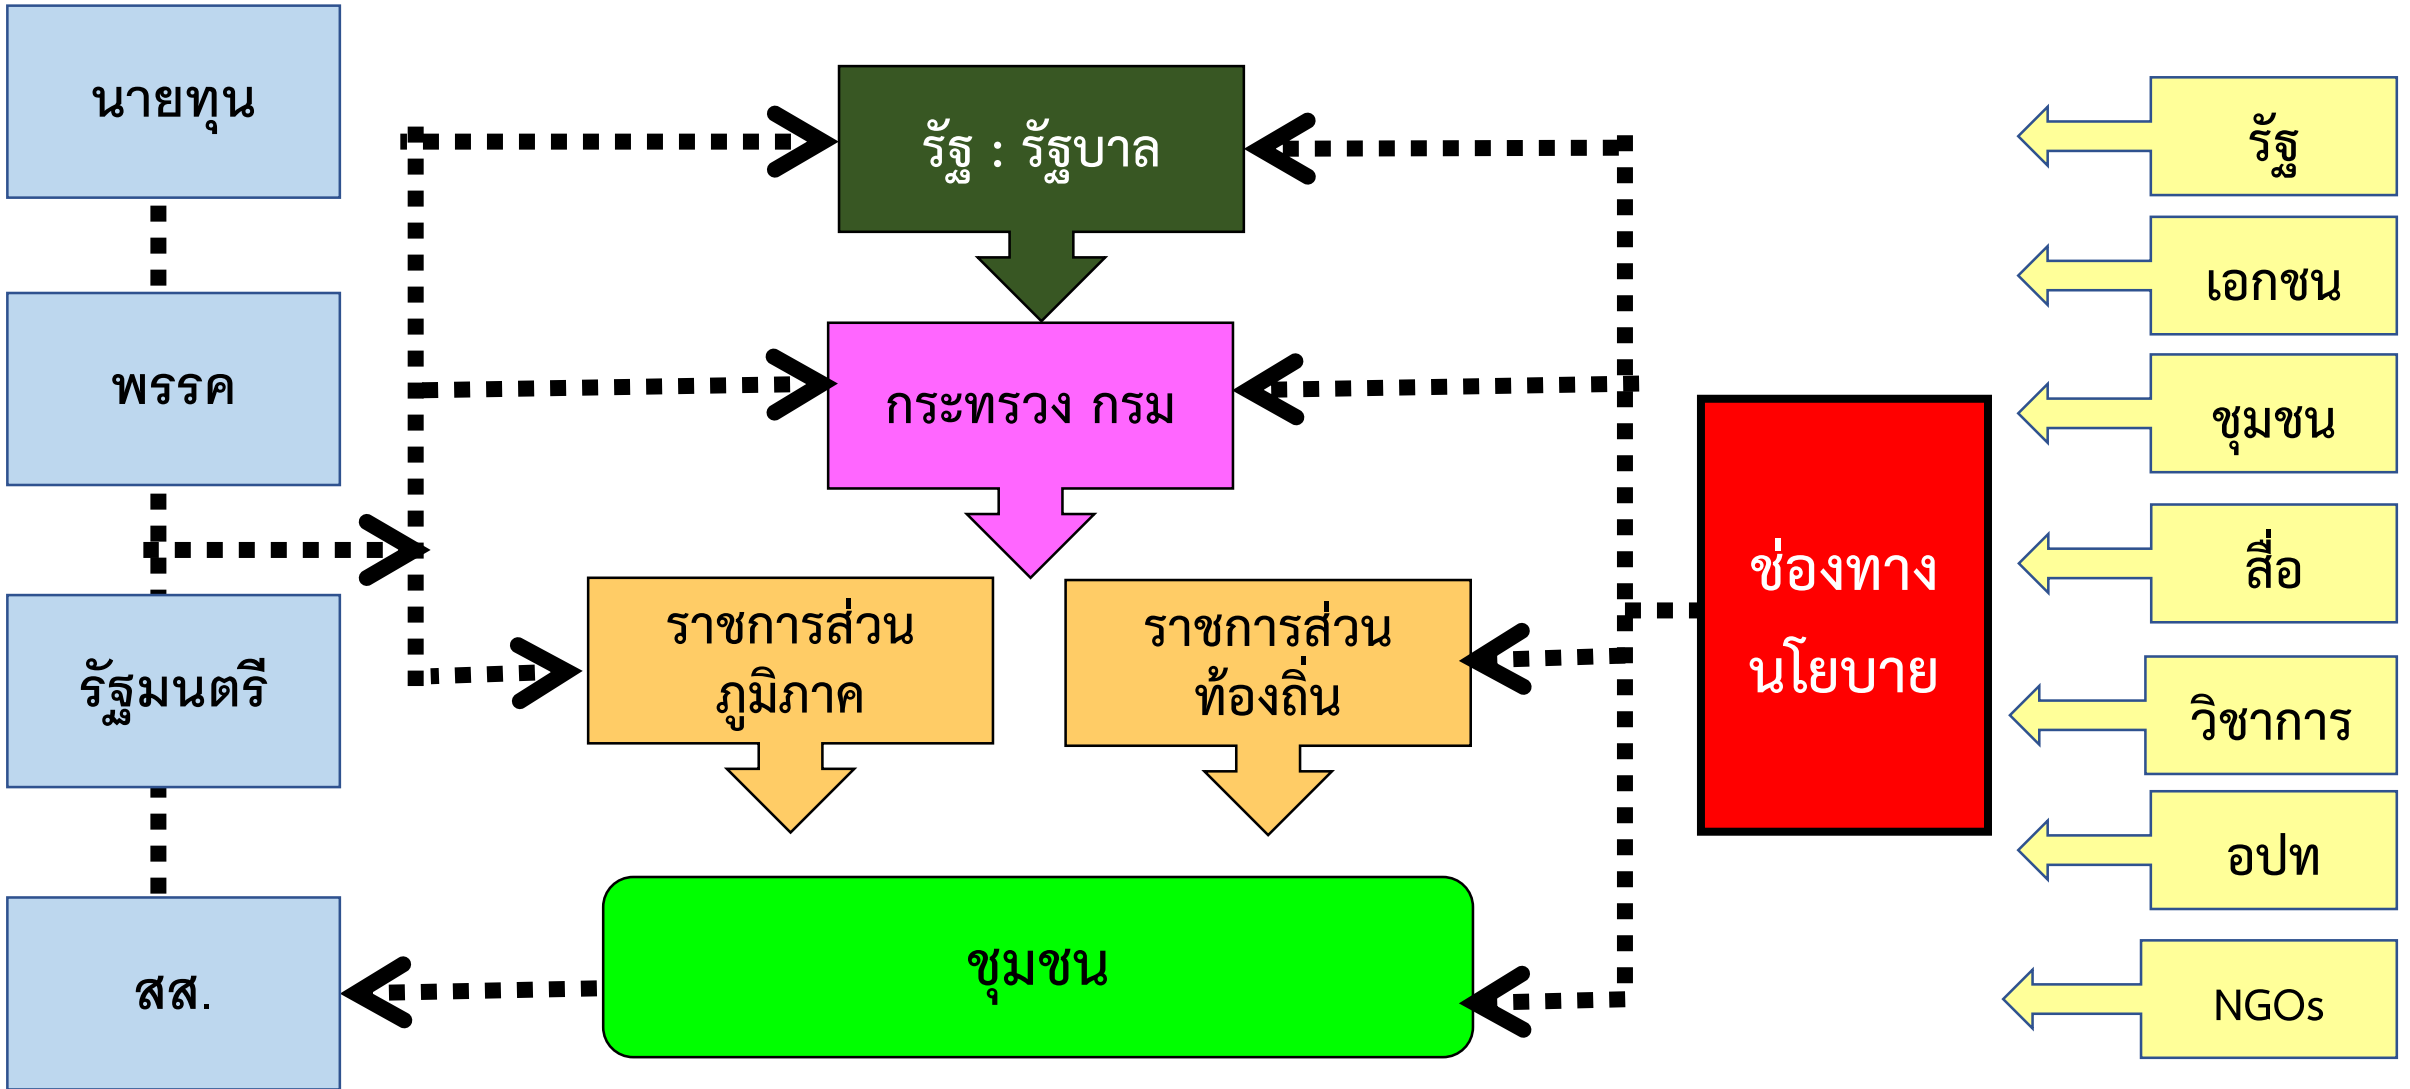 นายทุน
พรรค
รัฐมนตรี
สส.
รัฐ : รัฐบาล
กระทรวง กรม
ราชการส่วน
ภูมิภาค
ราชการส่วน
ท้องถิ่น
ชุมชน
ช่องทาง
นโยบาย
รัฐ
เอกชน
ชุมชน
สื่อ
วิชาการ
อปท
NGOs